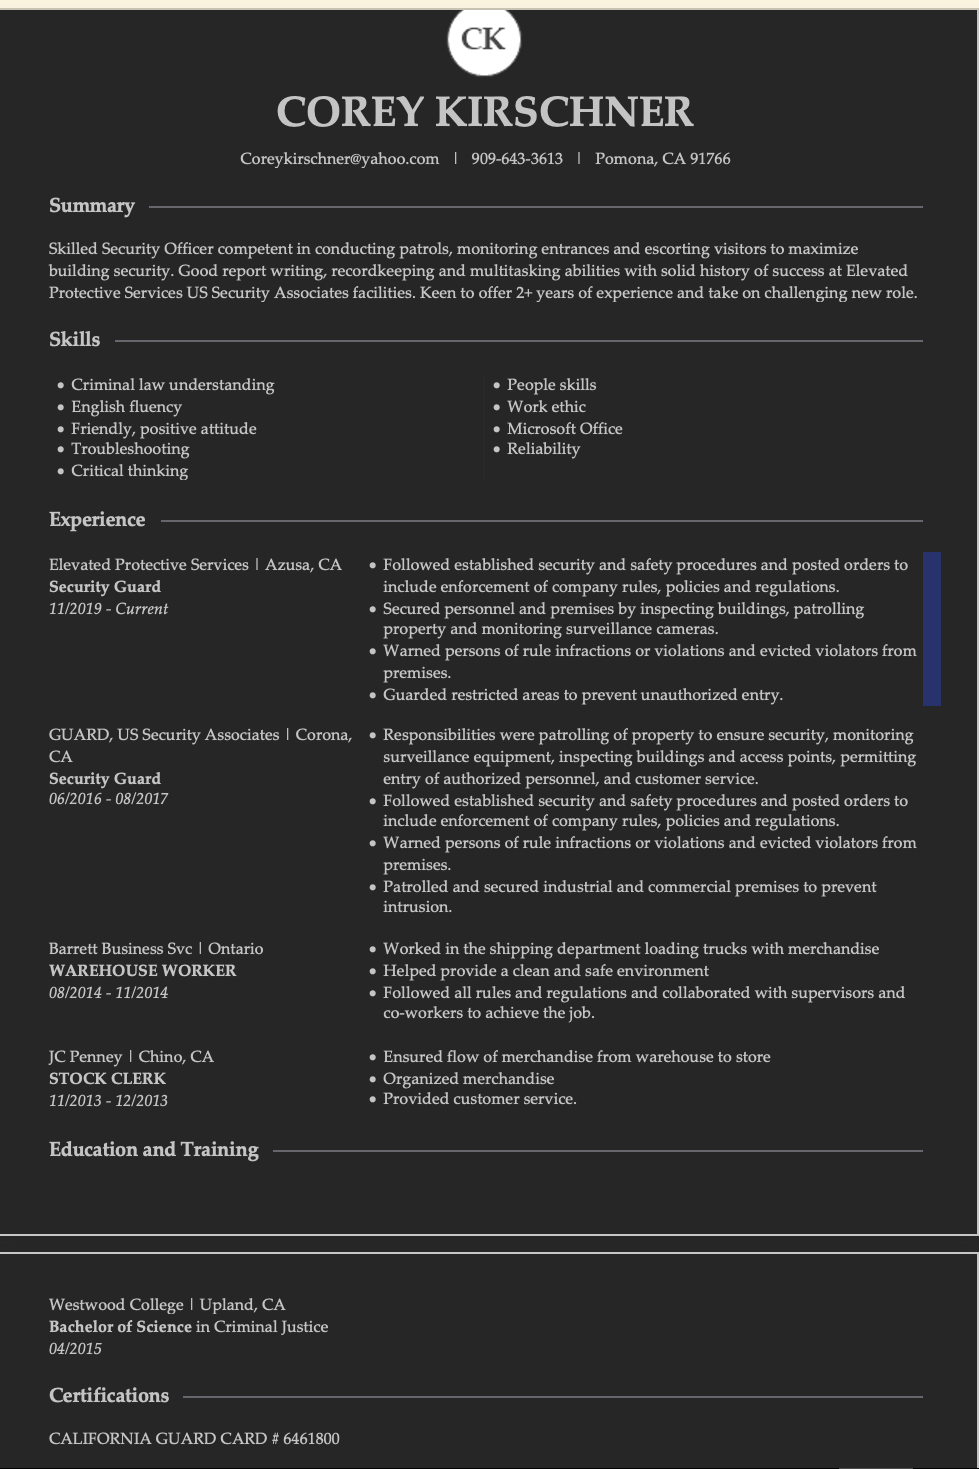 CK
COREY KIRSCHNER
Coreykirschner@yahoo.com | 909-643-3613 | Pomona, CA 91766
Summary
Skilled Security Officer competent in conducting patrols, monitoring entrances and escorting visitors to maximize
building security. Good report writing, recordkeeping and multitasking abilities with solid history of success at Elevated
Protective Services US Security Associates facilities. Keen to offer 2+ years of experience and take on challenging new role.
Skills
• Criminal law understanding
• English fluency
• Friendly, positive attitude
• Troubleshooting
• Critical thinking
• People skills
• Work ethic
• Microsoft Office
• Reliability
Experience
Elevated Protective Services | Azusa, CA
Security Guard
11/2019 - Current
• Followed established security and safety procedures and posted orders to
include enforcement of company rules, policies and regulations.
• Secured personnel and premises by inspecting buildings, patrolling
property and monitoring surveillance cameras.
• Warned persons of rule infractions or violations and evicted violators from
premises.
• Guarded restricted areas to prevent unauthorized entry.
GUARD, US Security Associates | Corona,
CA
Security Guard
06/2016 - 08/2017
• Responsibilities were patrolling of property to ensure security, monitoring
surveillance equipment, inspecting buildings and access points, permitting
entry of authorized personnel, and customer service.
• Followed established security and safety procedures and posted orders to
include enforcement of company rules, policies and regulations.
• Warned persons of rule infractions or violations and evicted violators from
premises.
• Patrolled and secured industrial and commercial premises to prevent
intrusion.
Barrett Business Svc | Ontario
WAREHOUSE WORKER
08/2014 - 11/2014
• Worked in the shipping department loading trucks with merchandise
• Helped provide a clean and safe environment
• Followed all rules and regulations and collaborated with supervisors and
co-workers to achieve the job.
JC Penney | Chino, CA
STOCK CLERK
11/2013 - 12/2013
• Ensured flow of merchandise from warehouse to store
• Organized merchandise
• Provided customer service.
Education and Training
Westwood College | Upland, CA
Bachelor of Science in Criminal Justice
04/2015
Certifications
CALIFORNIA GUARD CARD # 6461800